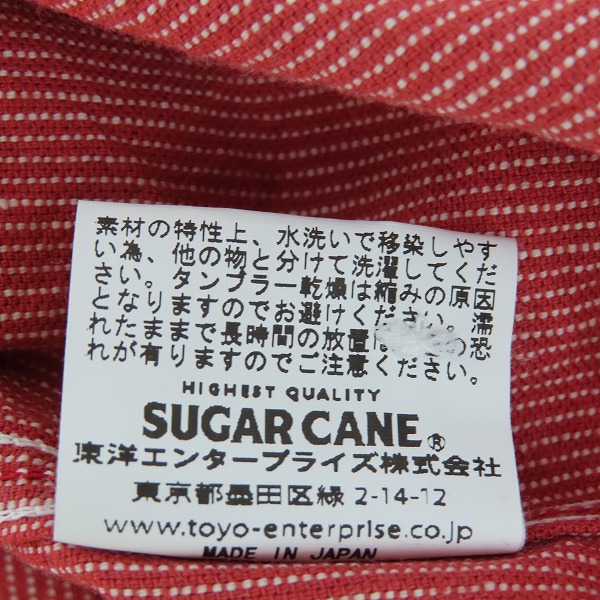 素材の特性上、水洗いで移染しやす
い為、他の物と分けて洗濯してくだ
さい。タンブラー乾燥は縮みの原因
となりますのでお避けください。濡
れたままで長時間の放置は の恐
れが有りますのでご注意ください。
HIGHEST QUALITY
SUGAR CANE®
東洋エンタープライズ株式会社
東京都墨田区緑 2-14-12
www.toyo-enterprise.co.jp
MADE IN JAPAN